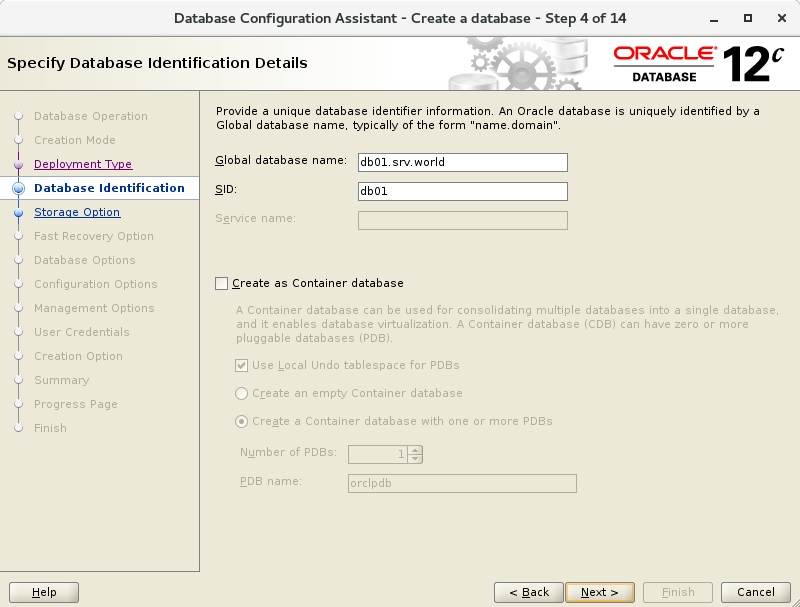 Database Configuration Assistant - Create a database - Step 4 of 14
Specify Database Identification Details
ORACLE
DATABASE
12c
Database Operation
Creation Mode
Deployment Type
Database Identification
Storage Option
Fast Recovery Option
Database Options
Configuration Options
Management Options
User Credentials
Creation Option
Summary
Progress Page
Finish
Provide a unique database identifier information. An Oracle database is uniquely identified by a
Global database name, typically of the form "name.domain".
Global database name: db01.srv.world
SID: db01
Service name:
Create as Container database
A Container database can be used for consolidating multiple databases into a single database,
and it enables database virtualization. A Container database (CDB) can have zero or more
pluggable databases (PDB).
Use Local Undo tablespace for PDBs
Create an empty Container database
Create a Container database with one or more PDBs
Number of PDBs: 1
PDB name: orclpdb
Help
< Back
Next >
Finish
Cancel